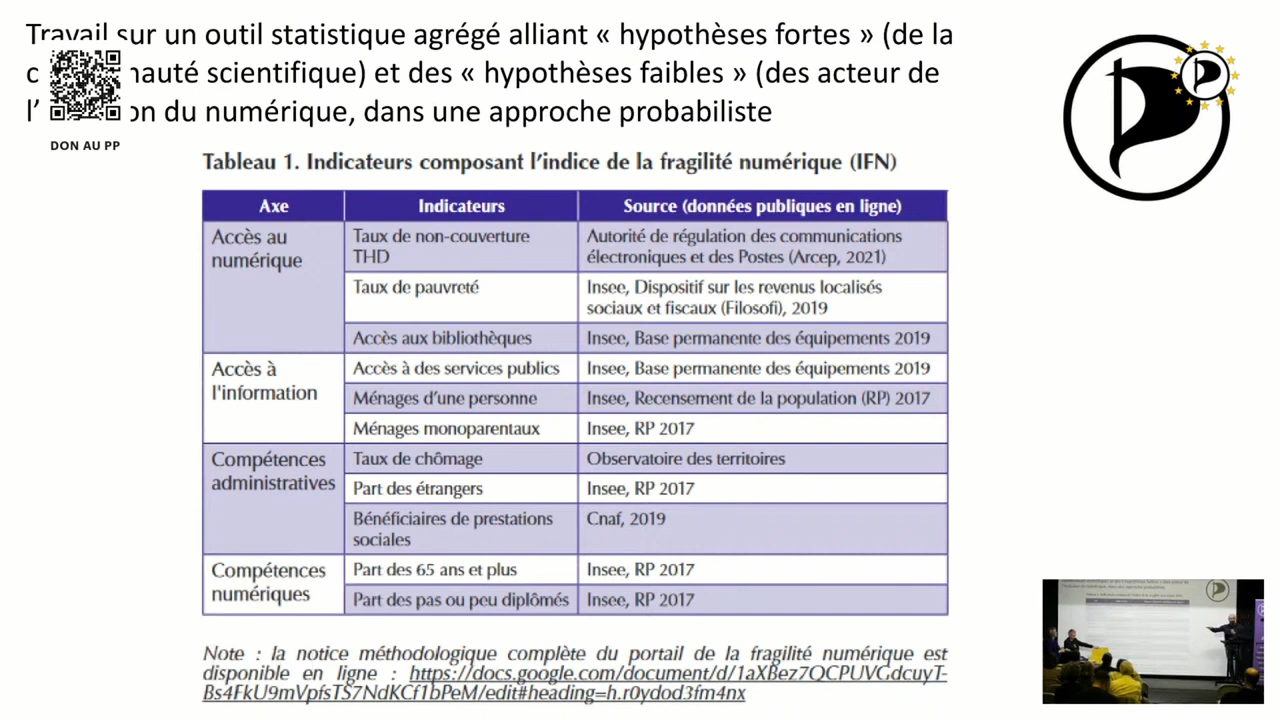 Travail sur un outil statistique agrégé alliant « hypothèses fortes » (de la
c nauté scientifique) et des « hypothèses faibles » (des acteur de
l’ on du numérique, dans une approche probabiliste
DON AU PP
Tableau 1. Indicateurs composant l’indice de la fragilité numérique (IFN)
Axe Indicateurs Source (données publiques en ligne)
Accès au numérique
Taux de non-couverture THD
Autorité de régulation des communications
électroniques et des Postes (Arcep, 2021)
Taux de pauvreté
Insee, Dispositif sur les revenus localisés
sociaux et fiscaux (Filosofi), 2019
Accès aux bibliothèques Insee, Base permanente des équipements 2019
Accès à l'information
Accès à des services publics Insee, Base permanente des équipements 2019
Ménages d’une personne Insee, Recensement de la population (RP) 2017
Ménages monoparentaux Insee, RP 2017
Compétences administratives
Taux de chômage Observatoire des territoires
Part des étrangers Insee, RP 2017
Bénéficiaires de prestations sociales
Cnaf, 2019
Compétences numériques
Part des 65 ans et plus Insee, RP 2017
Part des pas ou peu diplômés Insee, RP 2017
Note : la notice méthodologique complète du portail de la fragilité numérique est
disponible en ligne : https://docs.google.com/document/d/1aXBez7QCPUVGdcuyT-
Bs4FkU9mVpfsTS7NdKCf1bPeM/edit#heading=h.r0ydod3fm4nx